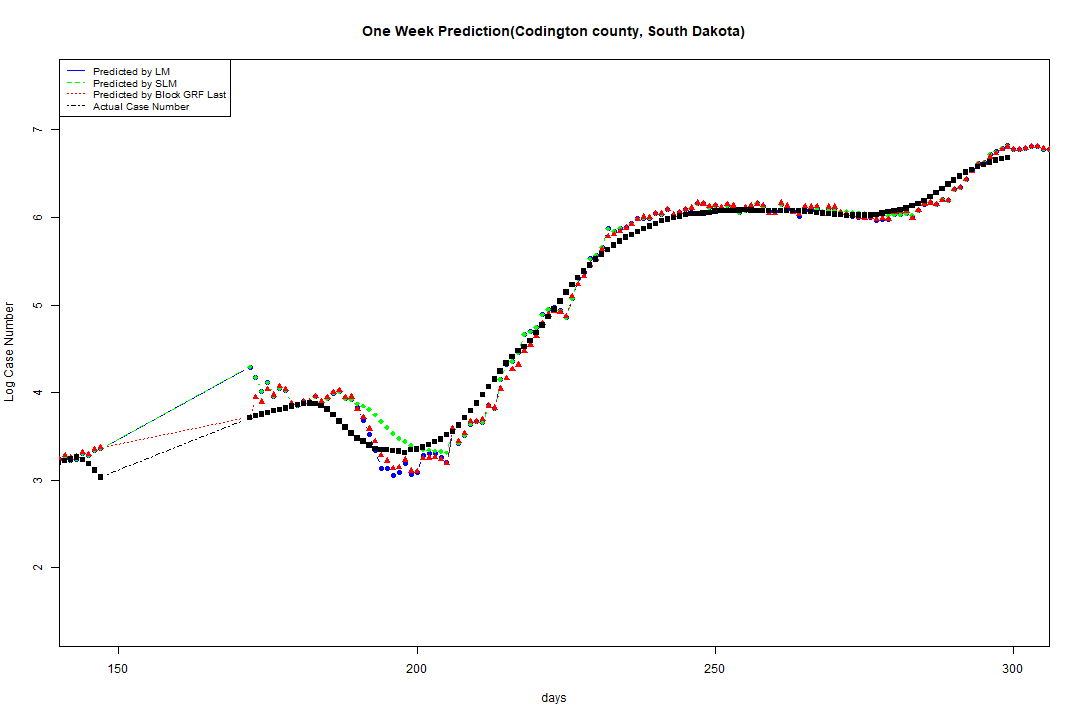 One Week Prediction(Codington county, South Dakota)
Predicted by LM
Predicted by SLM
Predicted by Block GRF Last
Actual Case Number
7
6
5
4
3
2
Log Case Number
150 200 250 300
days